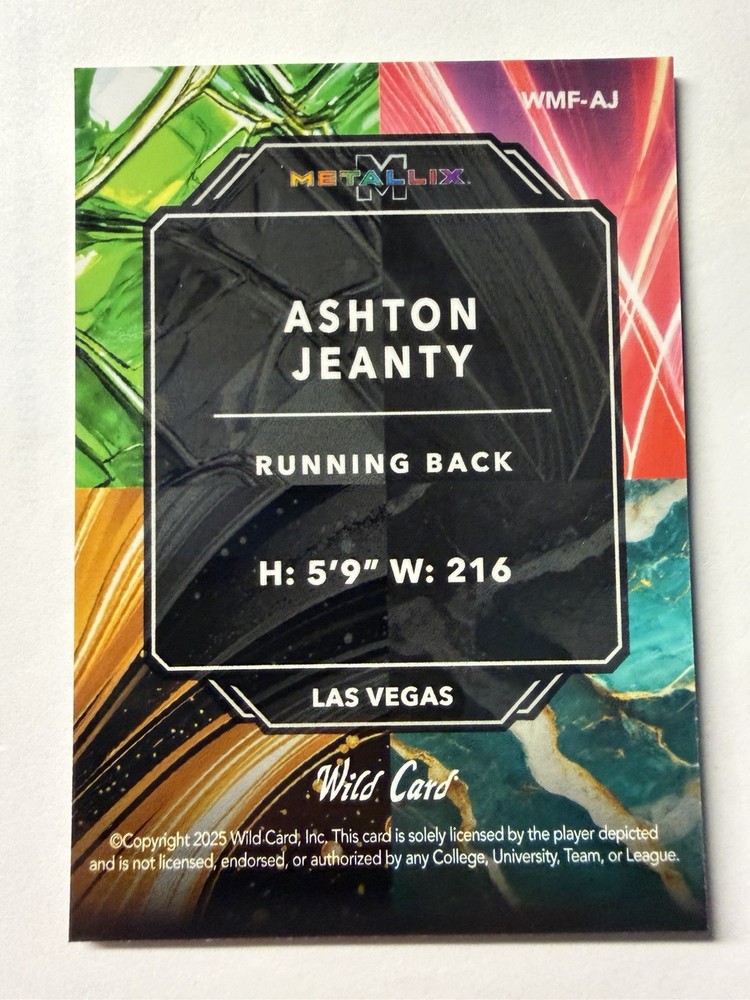 WMF-AJ
M
METALLIX
ASHTON
JEANTY
RUNNING BACK
H: 5'9" W: 216
LAS VEGAS
Wild Card
©Copyright 2025 Wild Card, Inc. This card is solely licensed by the player depicted
and is not licensed, endorsed, or authorized by any College, University, Team, or League.